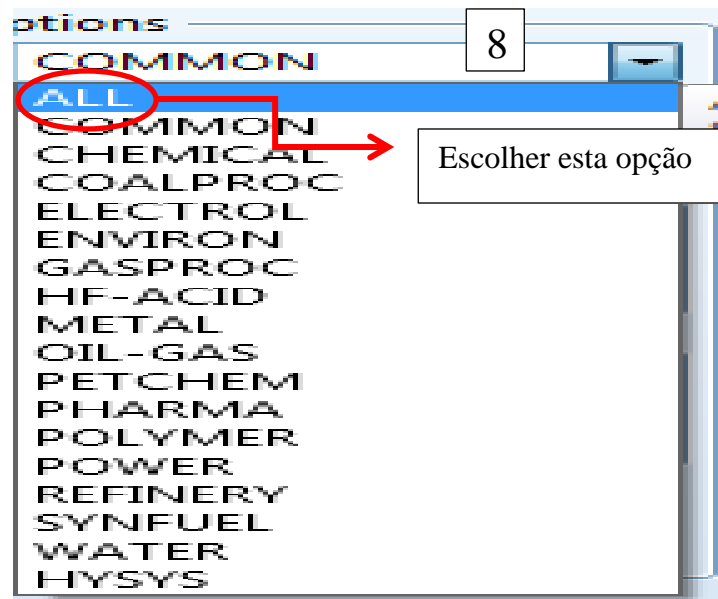 ptions
COMMON
8
ALL
COMMON
CHEMICAL
Escolher esta opção
COALPROC
ELECTROL
ENVIRON
GASPROC
HF-ACID
METAL
OIL-GAS
PETCHEM
PHARMA
POLYMER
POWER
REFINERY
SYNFUEL
WATER
HYSYS